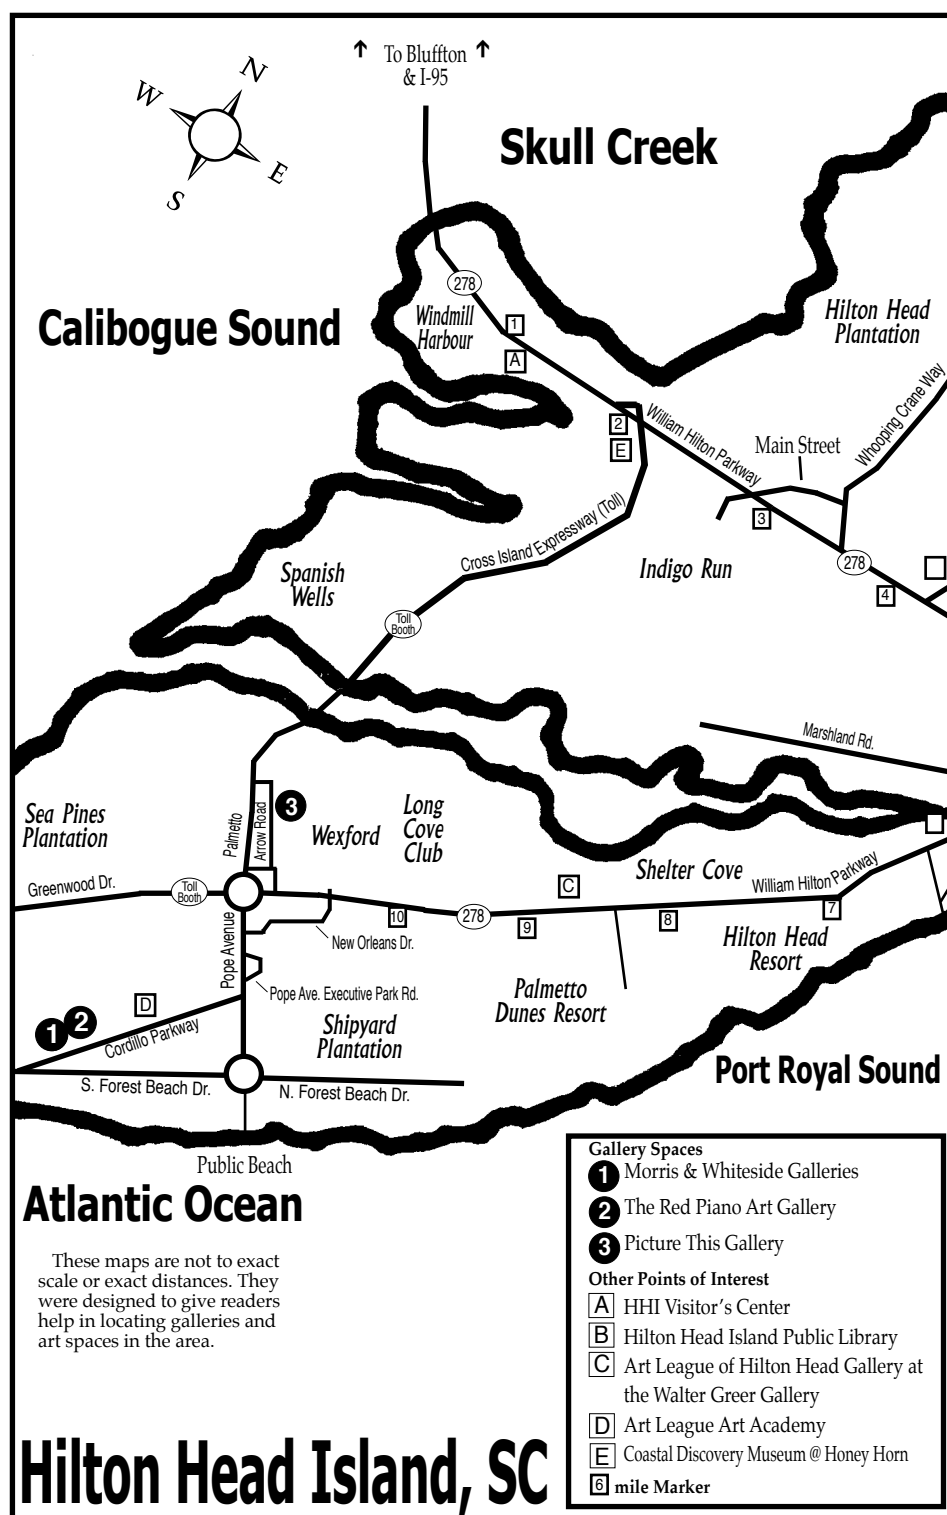 To Bluffton
& I-95
N
W
E
S
Skull Creek
278
Calibogue Sound
Windmill
Harbour
1
A
Hilton Head
Plantation
Whooping Crane Way
2
E
William Hilton Parkway
Main Street
3
Cross Island Expressway (Toll)
Spanish
Wells
Indigo Run
278
4
Toll
Booth
Marshland Rd.
Sea Pines
Plantation
Palmetto
Arrow Road
3
Wexford
Long
Cove
Club
Shelter Cove
William Hilton Parkway
Greenwood Dr.
Toll
Booth
C
10
278
9
8
7
New Orleans Dr.
Hilton Head
Resort
Pope Avenue
Pope Ave. Executive Park Rd.
Palmetto
Dunes Resort
D
1
2
Cordillo Parkway
Shipyard
Plantation
S. Forest Beach Dr.
N. Forest Beach Dr.
Port Royal Sound
Public Beach
Atlantic Ocean
These maps are not to exact
scale or exact distances. They
were designed to give readers
help in locating galleries and
art spaces in the area.
Hilton Head Island, SC
Gallery Spaces
1 Morris & Whiteside Galleries
2 The Red Piano Art Gallery
3 Picture This Gallery
Other Points of Interest
A HHI Visitor's Center
B Hilton Head Island Public Library
C Art League of Hilton Head Gallery at
the Walter Greer Gallery
D Art League Art Academy
E Coastal Discovery Museum @ Honey Horn
6 mile Marker